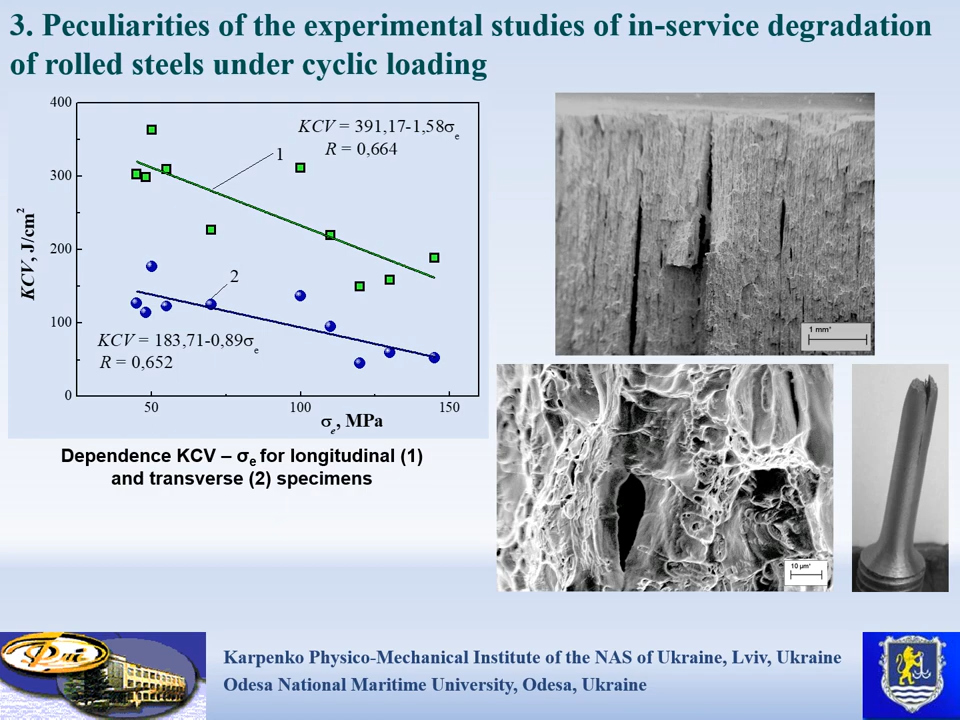 3. Peculiarities of the experimental studies of in-service degradation
of rolled steels under cyclic loading
400
300
200
100
0
50
100
150
KCV, J/cm²
σe, MPa
KCV = 391,17-1,58σe
R = 0,664
1
2
KCV = 183,71-0,89σe
R = 0,652
Dependence KCV – σe for longitudinal (1)
and transverse (2) specimens
1 mm*
10 µm*
Karpenko Physico-Mechanical Institute of the NAS of Ukraine, Lviv, Ukraine
Odesa National Maritime University, Odesa, Ukraine